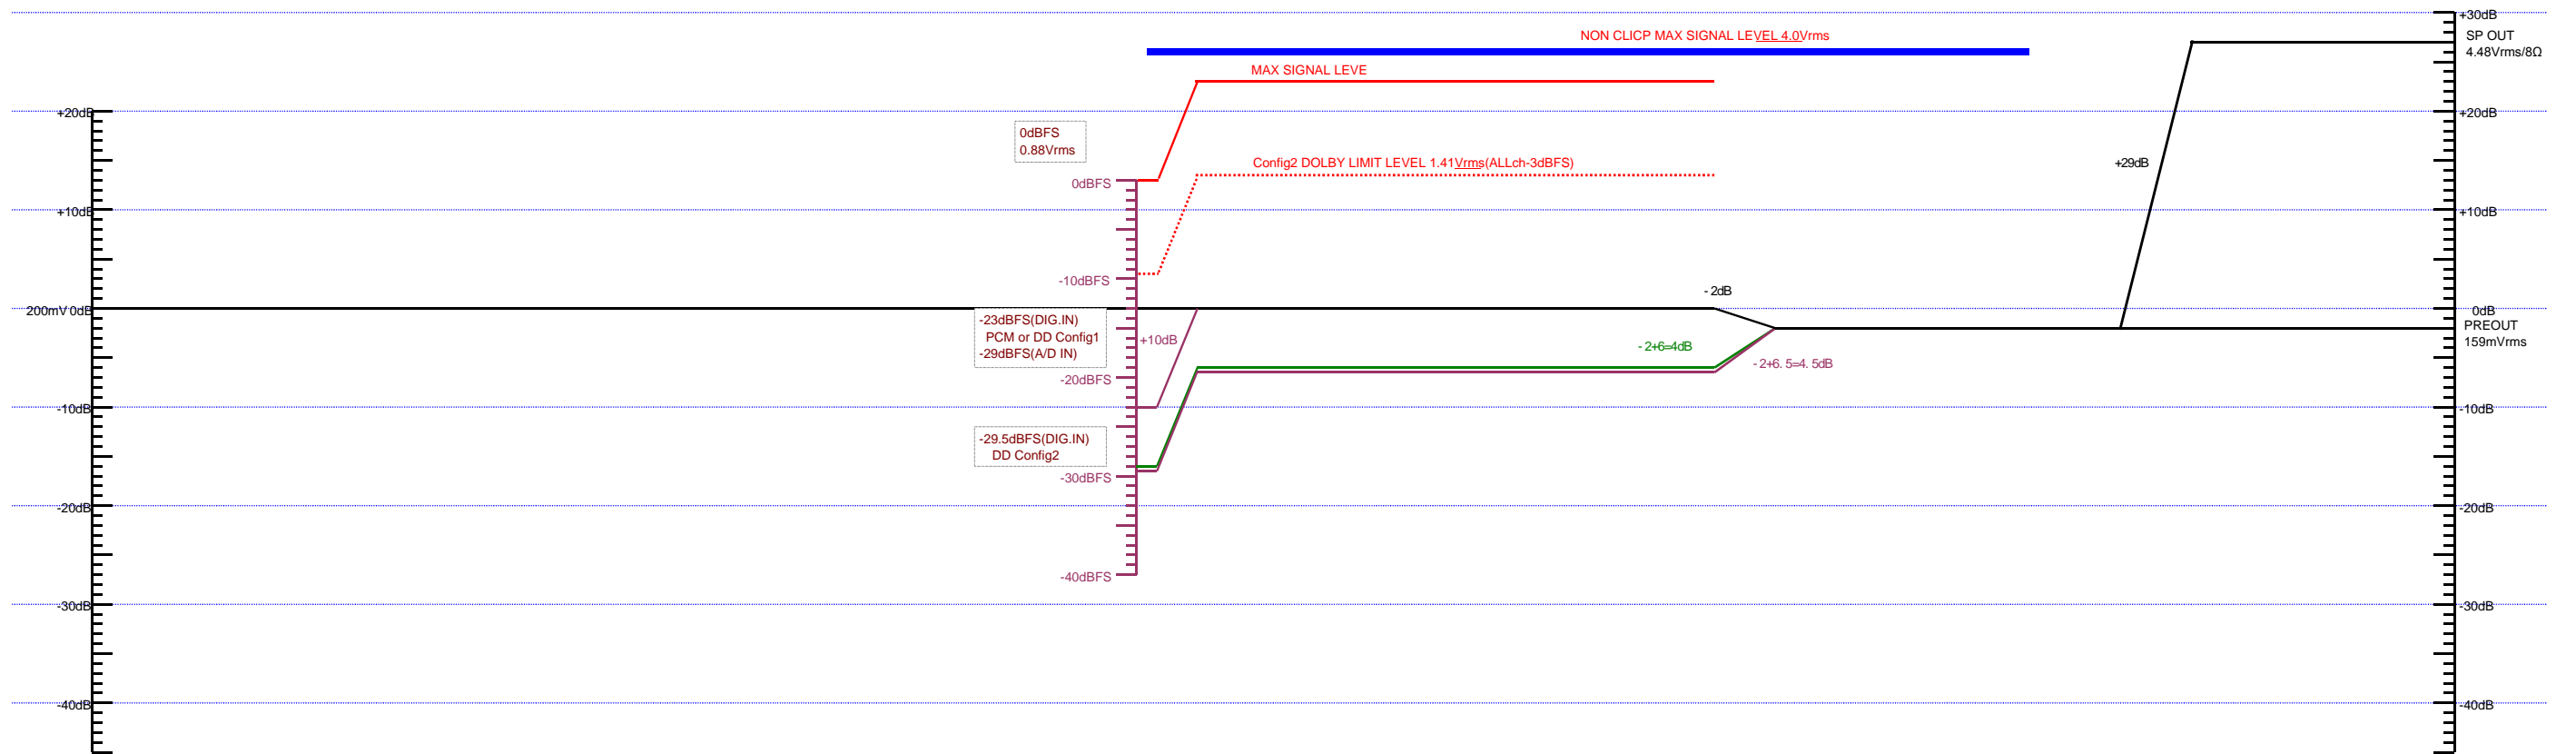 +30dB
NON CLICP MAX SIGNAL LEVEL 4.0Vrms
SP OUT
4.48Vrms/8Ω
MAX SIGNAL LEVE
+20dB
+20dB
0dBFS
0.88Vrms
Config2 DOLBY LIMIT LEVEL 1.41Vrms(ALLch-3dBFS)
+29dB
0dBFS
+10dB
+10dB
-10dBFS
-2dB
200mV 0dB
0dB
-23dBFS(DIG.IN)
PCM or DD Config1
-29dBFS(A/D IN)
+10dB
PREOUT
159mVrms
-2+6=4dB
-2+6.5=4.5dB
-20dBFS
-10dB
-10dB
-29.5dBFS(DIG.IN)
DD Config2
-30dBFS
-20dB
-20dB
-40dBFS
-30dB
-30dB
-40dB
-40dB